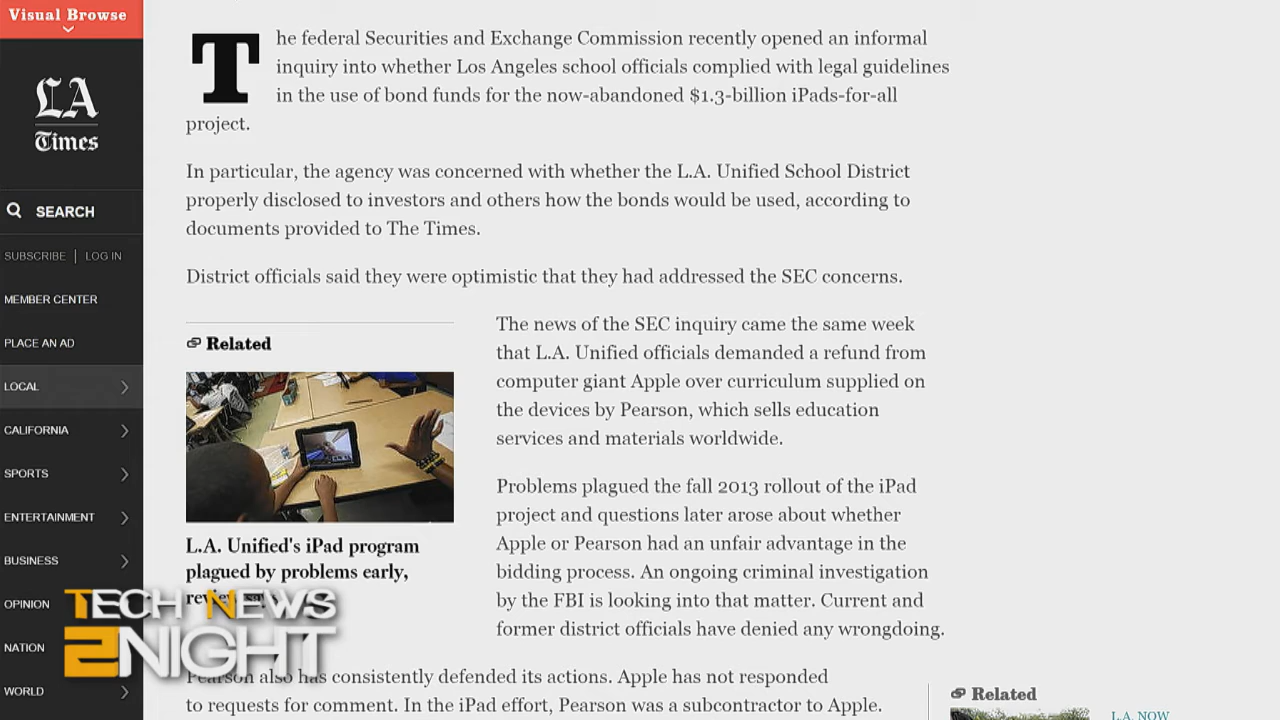 Visual Browse
LA
Times
SEARCH
SUBSCRIBE | LOG IN
MEMBER CENTER
PLACE AN AD
LOCAL
CALIFORNIA
SPORTS
ENTERTAINMENT
BUSINESS
OPINION
NATION
WORLD
The federal Securities and Exchange Commission recently opened an informal
inquiry into whether Los Angeles school officials complied with legal guidelines
in the use of bond funds for the now-abandoned $1.3-billion iPads-for-all
project.
In particular, the agency was concerned with whether the L.A. Unified School District
properly disclosed to investors and others how the bonds would be used, according to
documents provided to The Times.
District officials said they were optimistic that they had addressed the SEC concerns.
Related
L.A. Unified's iPad program
plagued by problems early,
review says
The news of the SEC inquiry came the same week
that L.A. Unified officials demanded a refund from
computer giant Apple over curriculum supplied on
the devices by Pearson, which sells education
services and materials worldwide.
Problems plagued the fall 2013 rollout of the iPad
project and questions later arose about whether
Apple or Pearson had an unfair advantage in the
bidding process. An ongoing criminal investigation
by the FBI is looking into that matter. Current and
former district officials have denied any wrongdoing.
Pearson also has consistently defended its actions. Apple has not responded
to requests for comment. In the iPad effort, Pearson was a subcontractor to Apple.
Related
L.A. NOW
TECH NEWS
2NIGHT